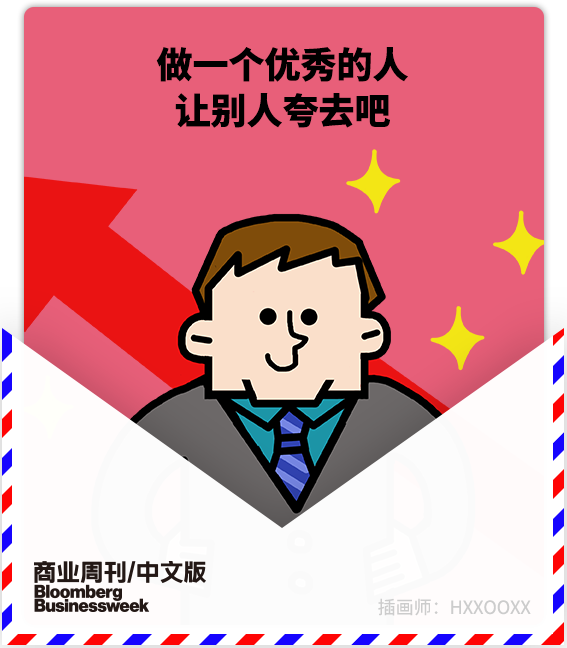 做一个优秀的人
让别人夸去吧
商业周刊/中文版
Bloomberg
Businessweek
插画师：HXXOOXX